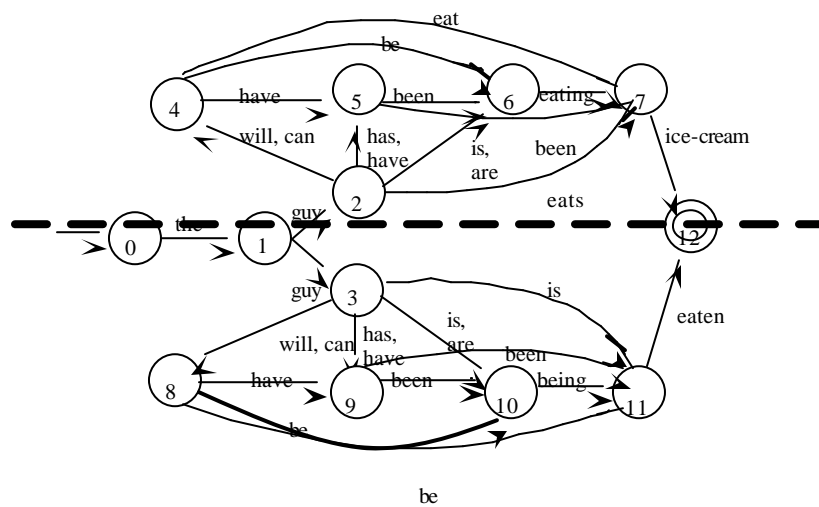 eat
be
4
5
6
7
have
been
eating
will, can
has,
have
is,
are
been
ice-cream
2
eats
guy
the
0
1
12
guy
3
is
will, can
has,
have
is,
are
been
eaten
8
have
9
been
10
being
11
be
be